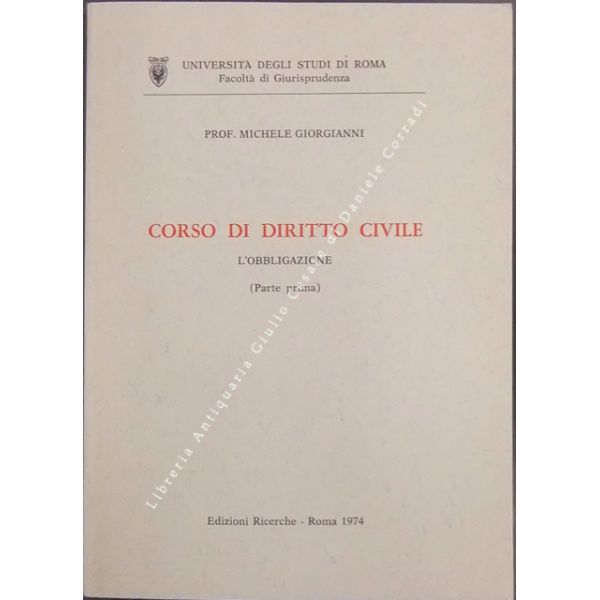 UNIVERSITÀ DEGLI STUDI DI ROMA
Facoltà di Giurisprudenza
PROF. MICHELE GIORGIANNI
CORSO DI DIRITTO CIVILE
L'OBBLIGAZIONE
(Parte prima)
Edizioni Ricerche - Roma 1974
Libreria Antiquaria Giulio Cesare di Daniele Corradi